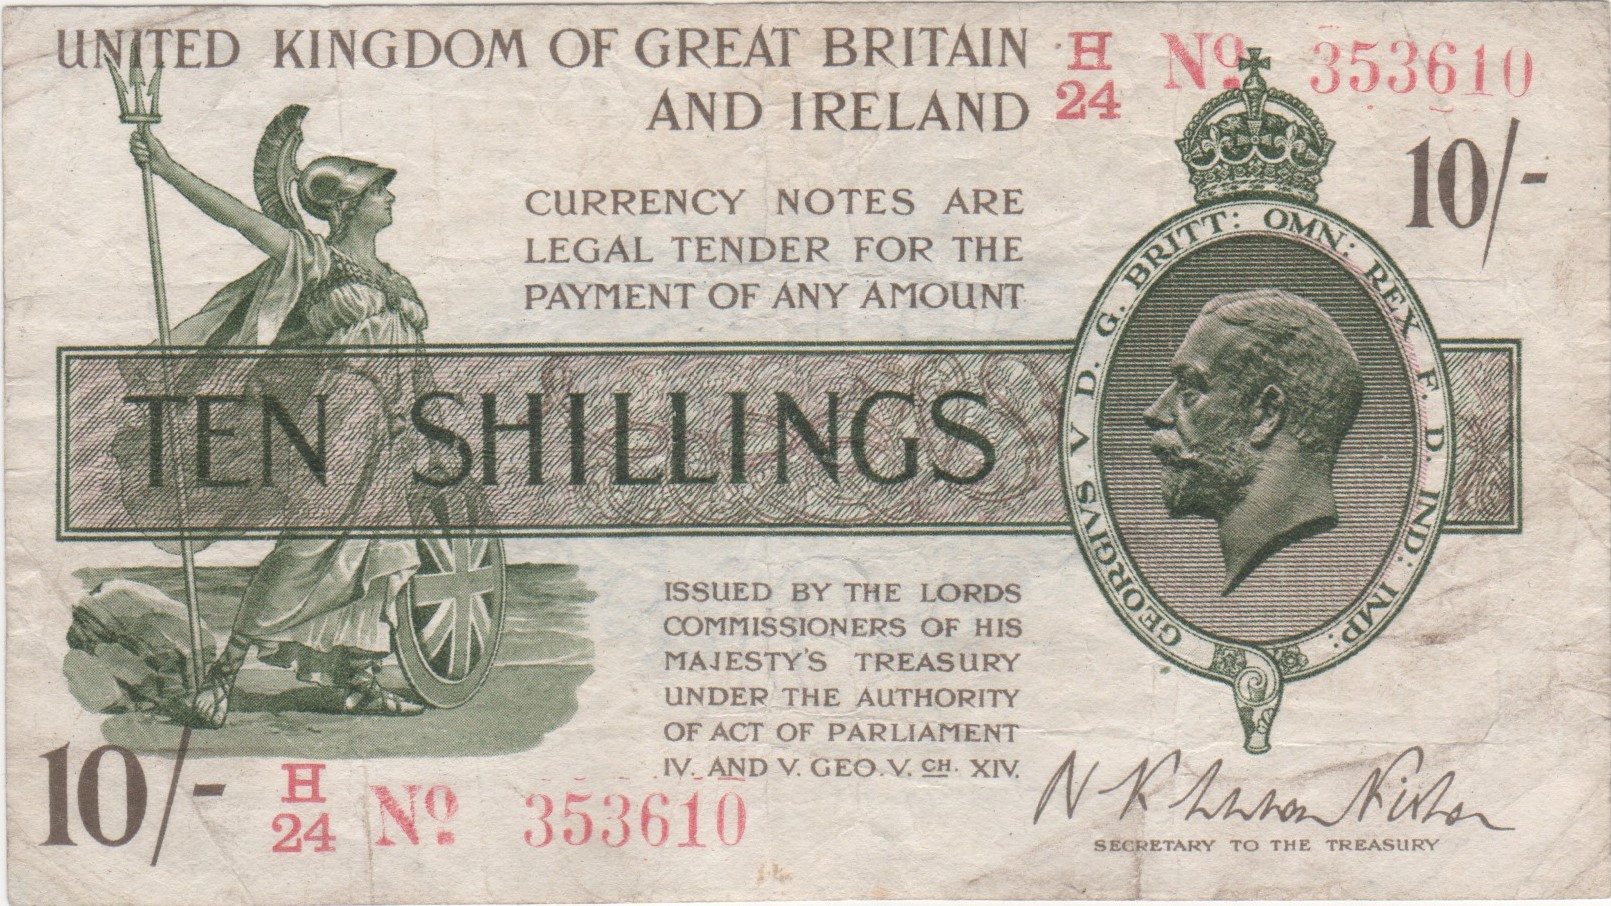 UNITED KINGDOM OF GREAT BRITAIN
AND IRELAND
H
24
No. 353610
10/-
CURRENCY NOTES ARE
LEGAL TENDER FOR THE
PAYMENT OF ANY AMOUNT
GEORGIVS. V D. G. BRITT: OMN: REX F. D. IND: IMP:
TEN SHILLINGS
ISSUED BY THE LORDS
COMMISSIONERS OF HIS
MAJESTY'S TREASURY
UNDER THE AUTHORITY
OF ACT OF PARLIAMENT
IV. AND V. GEO. V. CH. XIV.
10/-
H
24
No. 353610
N K Warren Fisher
SECRETARY TO THE TREASURY